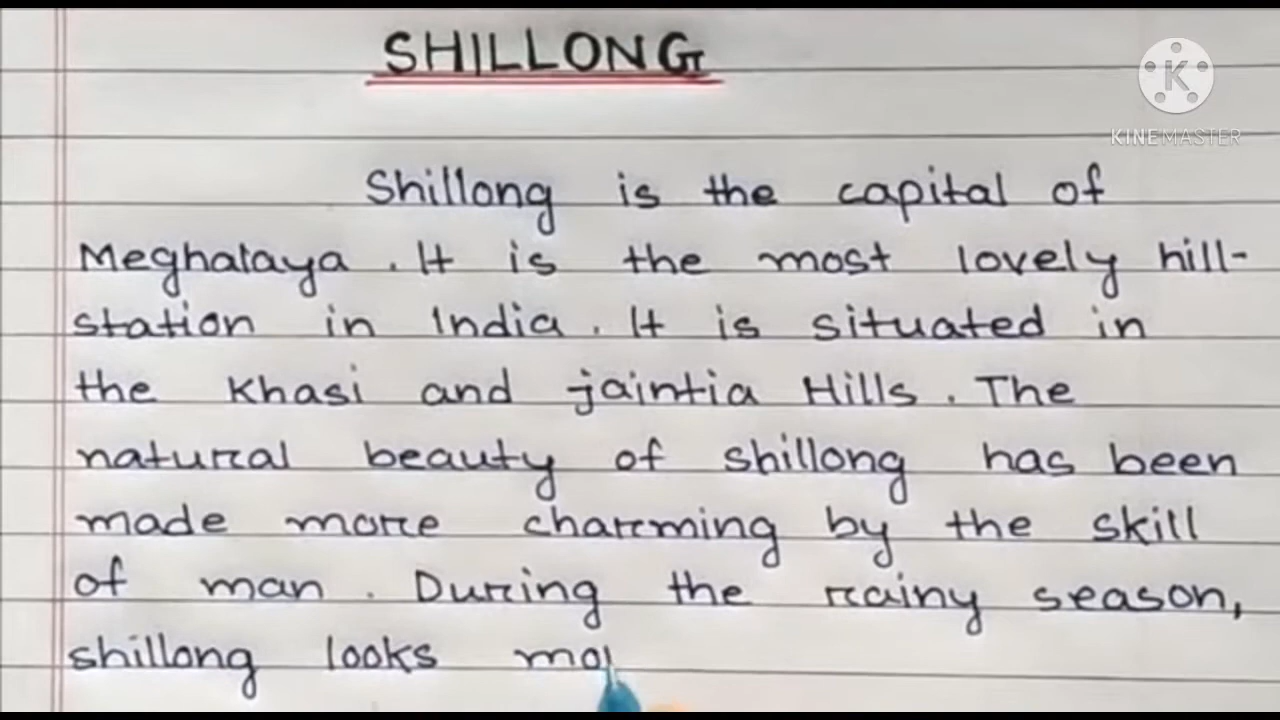 SHILLONG
KINEMASTER
Shillong is the capital of
Meghalaya. It is the most lovely hill-
station in India. It is situated in
the Khasi and jaintia Hills. The
natural beauty of shillong has been
made more charming by the skill
of man. During the rainy season,
shillong looks